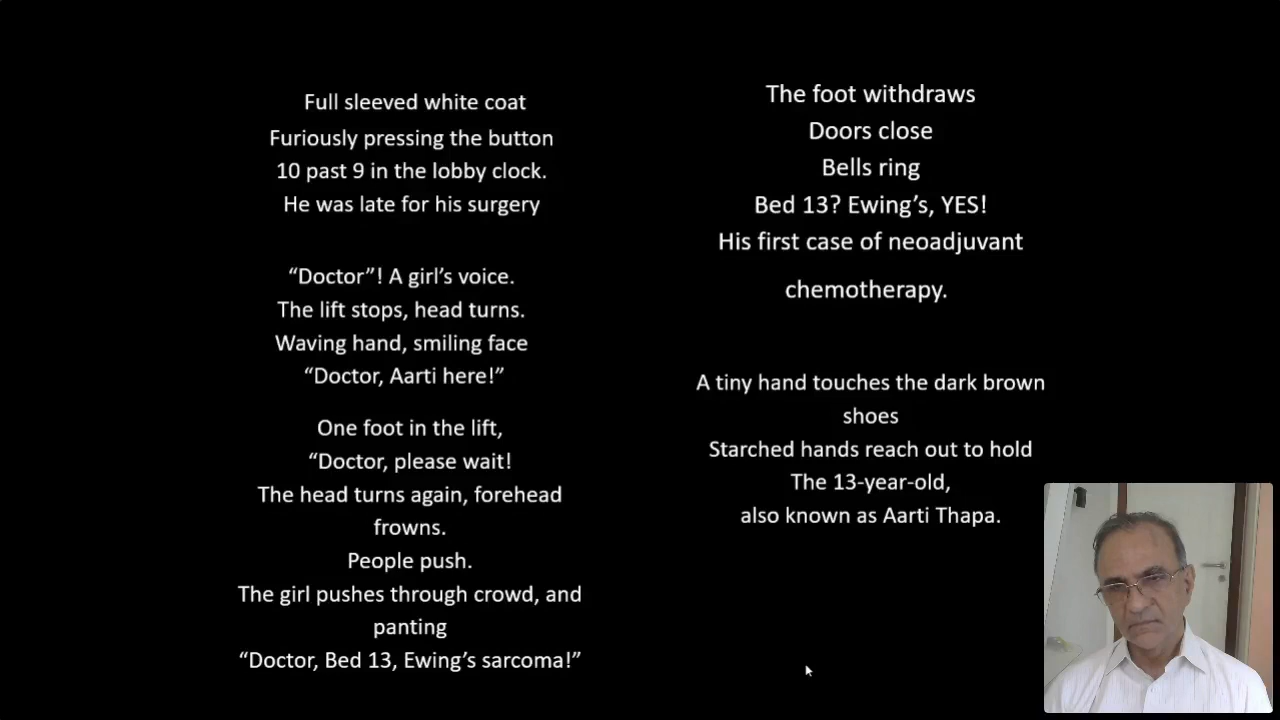 Full sleeved white coat
Furiously pressing the button
10 past 9 in the lobby clock.
He was late for his surgery
“Doctor”! A girl’s voice.
The lift stops, head turns.
Waving hand, smiling face
“Doctor, Aarti here!”
One foot in the lift,
“Doctor, please wait!
The head turns again, forehead
frowns.
People push.
The girl pushes through crowd, and
panting
“Doctor, Bed 13, Ewing’s sarcoma!”
The foot withdraws
Doors close
Bells ring
Bed 13? Ewing’s, YES!
His first case of neoadjuvant
chemotherapy.
A tiny hand touches the dark brown
shoes
Starched hands reach out to hold
The 13-year-old,
also known as Aarti Thapa.